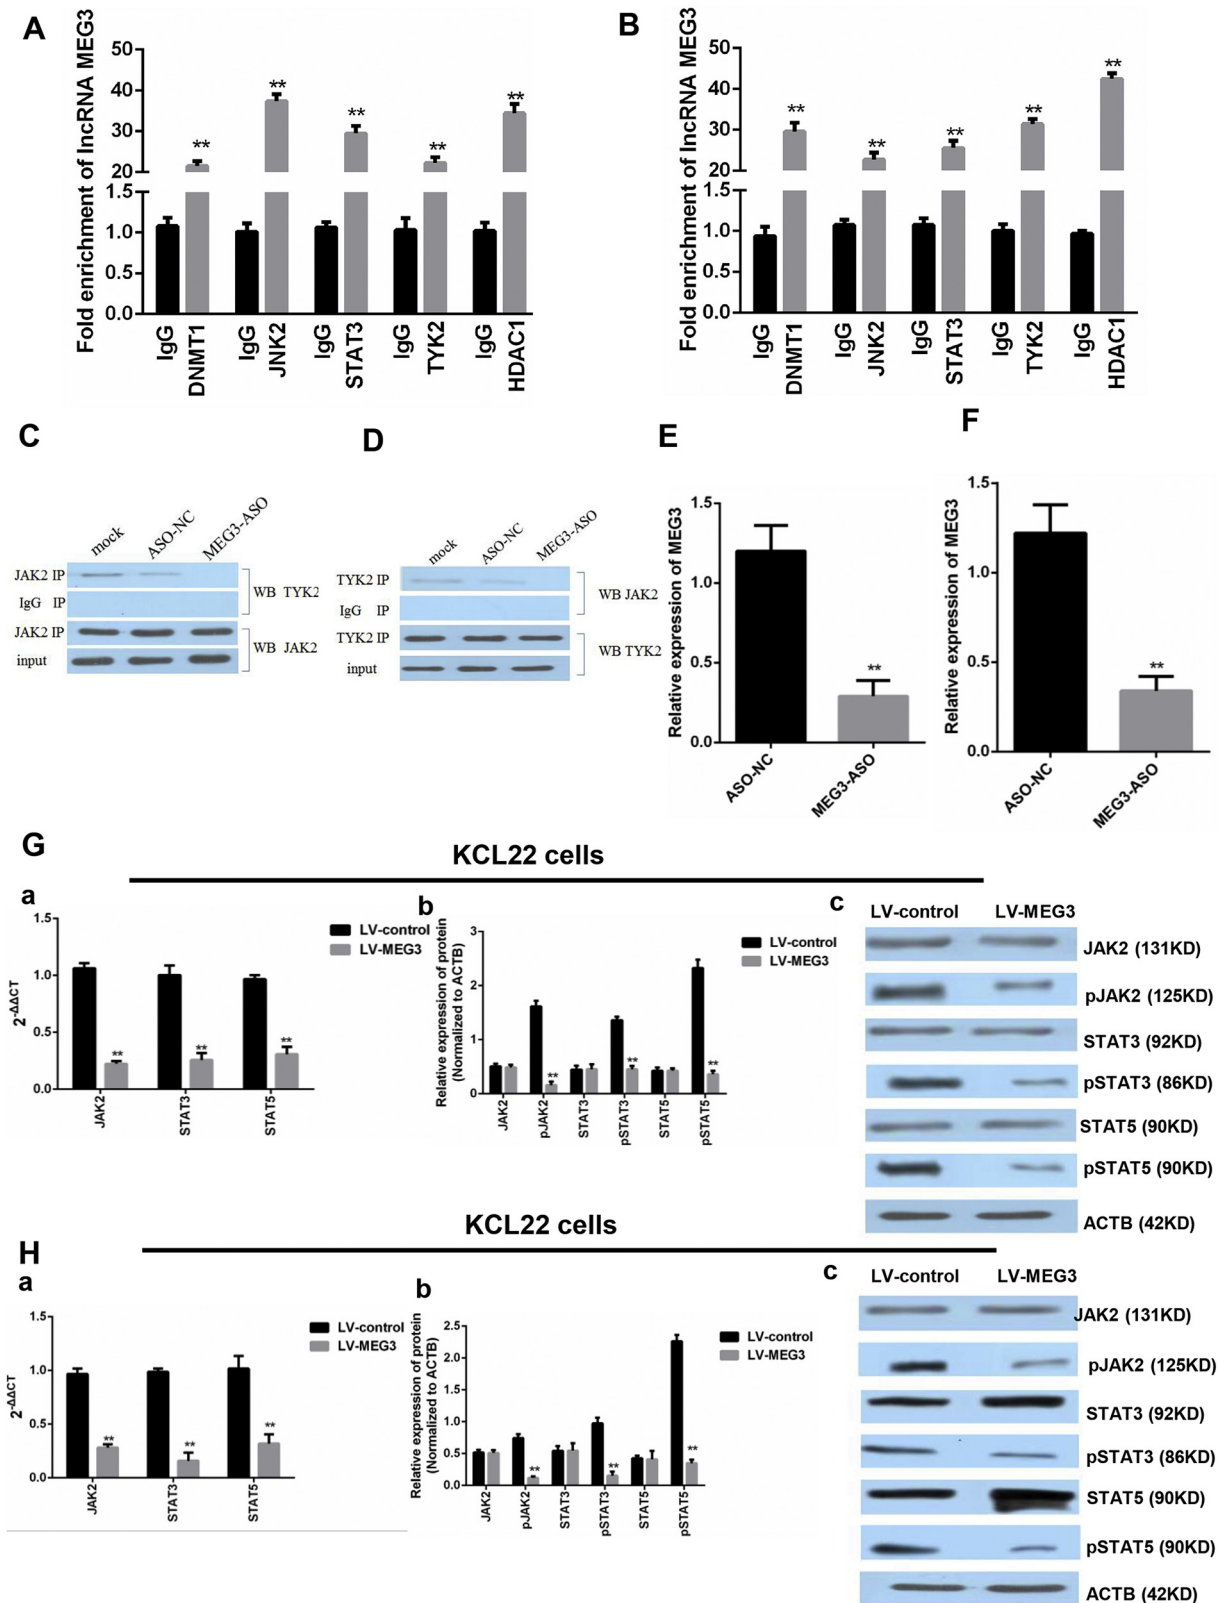 A
Fold enrichment of lncRNA MEG3
50
40
30
20
1.5
1.0
0.5
0.0
**
**
**
**
**
IgG
DNMT1
IgG
JNK2
IgG
STAT3
IgG
TYK2
IgG
HDAC1
B
Fold enrichment of lncRNA MEG3
50
40
30
20
1.5
1.0
0.5
0.0
**
**
**
**
**
IgG
DNMT1
IgG
JNK2
IgG
STAT3
IgG
TYK2
IgG
HDAC1
C
mock
ASO-NC
MEG3-ASO
JAK2 IP
IgG IP
WB TYK2
JAK2 IP
input
WB JAK2
D
mock
ASO-NC
MEG3-ASO
TYK2 IP
IgG IP
WB JAK2
TYK2 IP
input
WB TYK2
E
Relative expression of MEG3
1.5
1.0
0.5
0.0
**
ASO-NC
MEG3-ASO
F
Relative expression of MEG3
1.5
1.0
0.5
0.0
**
ASO-NC
MEG3-ASO
G
KCL22 cells
a
2-ΔΔCT
1.5
1.0
0.5
0.0
LV-control
LV-MEG3
**
**
**
JAK2
STAT3
STAT5
b
Relative expression of protein
(Normalized to ACTB)
3
2
1
0
LV-control
LV-MEG3
**
**
**
JAK2
pJAK2
STAT3
pSTAT3
STAT5
pSTAT5
c
LV-control LV-MEG3
JAK2 (131KD)
pJAK2 (125KD)
STAT3 (92KD)
pSTAT3 (86KD)
STAT5 (90KD)
pSTAT5 (90KD)
ACTB (42KD)
H
KCL22 cells
a
2-ΔΔCT
1.5
1.0
0.5
0.0
LV-control
LV-MEG3
**
**
**
JAK2
STAT3
STAT5
b
Relative expression of protein
(Normalized to ACTB)
2.5
2.0
1.5
1.0
0.5
0.0
LV-control
LV-MEG3
**
**
**
JAK2
pJAK2
STAT3
pSTAT3
STAT5
pSTAT5
c
LV-control LV-MEG3
JAK2 (131KD)
pJAK2 (125KD)
STAT3 (92KD)
pSTAT3 (86KD)
STAT5 (90KD)
pSTAT5 (90KD)
ACTB (42KD)